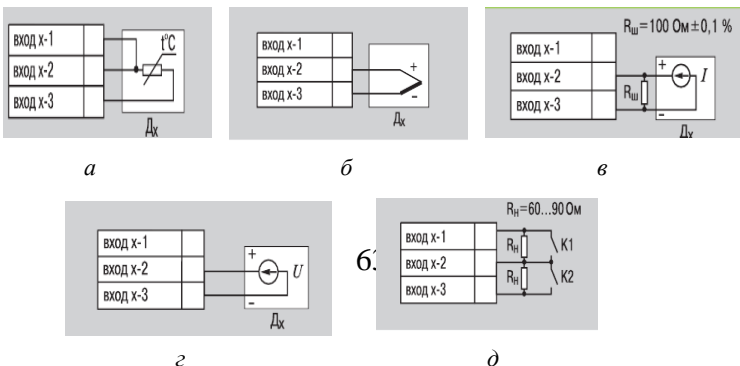 вход х-1
вход х-2
вход х-3
t°C
Дх
а
вход х-1
вход х-2
вход х-3
+
-
Дх
б
Rш=100 Ом±0,1 %
вход х-1
вход х-2
вход х-3
Rш
+
I
-
Дх
в
вход х-1
вход х-2
вход х-3
+
U
-
Дх
г
Rн=60...90 Ом
вход х-1
вход х-2
вход х-3
Rн
K1
Rн
K2
д